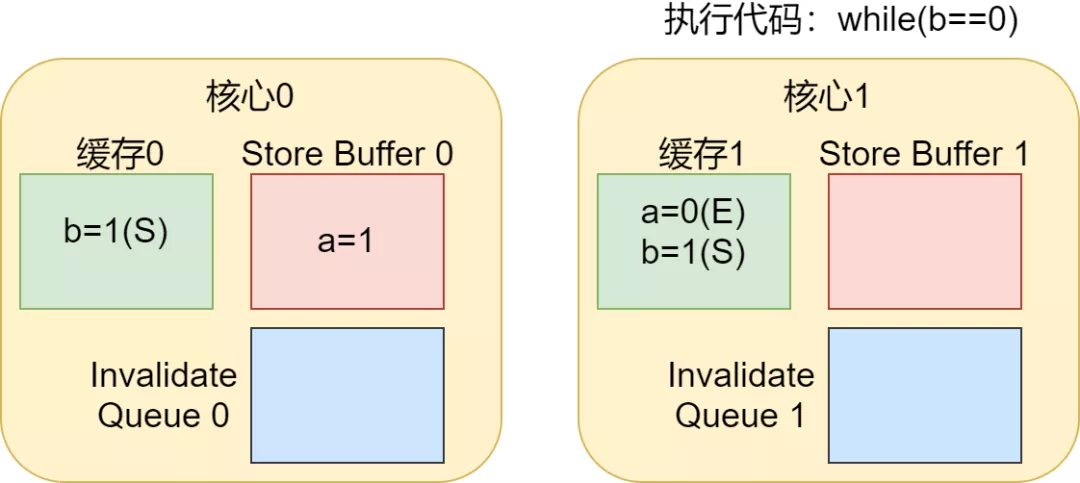 执行代码：while(b==0)
核心0
缓存0
Store Buffer 0
b=1(S)
a=1
Invalidate
Queue 0
核心1
缓存1
Store Buffer 1
a=0(E)
b=1(S)
Invalidate
Queue 1